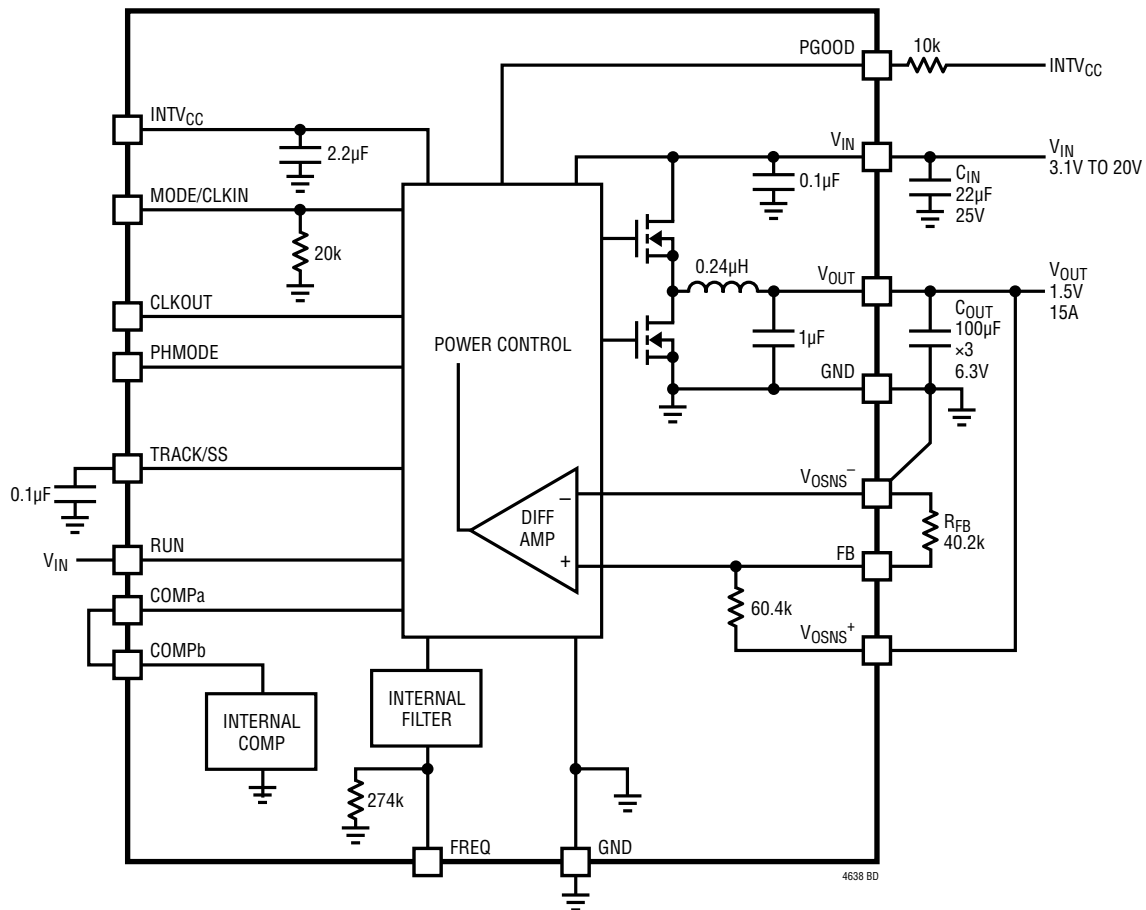 PGOOD
10k
INTVCC
INTVCC
2.2µF
VIN
VIN
3.1V TO 20V
0.1µF
CIN
22µF
25V
MODE/CLKIN
20k
0.24µH
VOUT
VOUT
1.5V
15A
CLKOUT
COUT
100µF
×3
6.3V
1µF
POWER CONTROL
PHMODE
GND
TRACK/SS
0.1µF
VOSNS–
–
DIFF
AMP
+
RFB
40.2k
FB
RUN
VIN
60.4k
COMPa
VOSNS+
COMPb
INTERNAL
FILTER
INTERNAL
COMP
274k
FREQ
GND
4638 BD